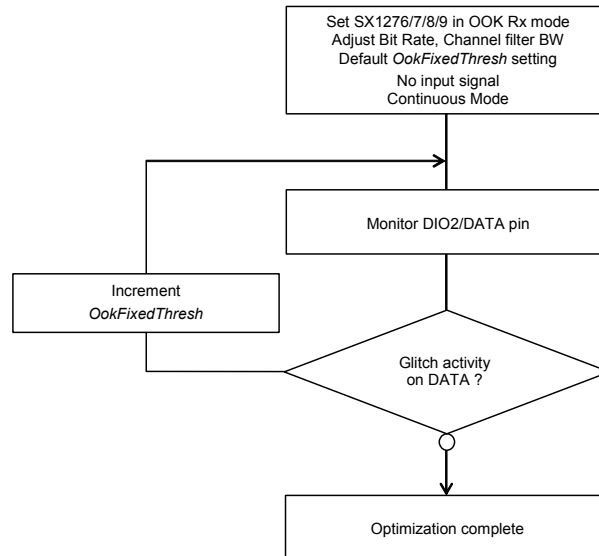 Set SX1276/7/8/9 in OOK Rx mode
Adjust Bit Rate, Channel filter BW
Default OokFixedThresh setting
No input signal
Continuous Mode
Monitor DIO2/DATA pin
Increment
OokFixedThresh
Glitch activity
on DATA ?
Optimization complete